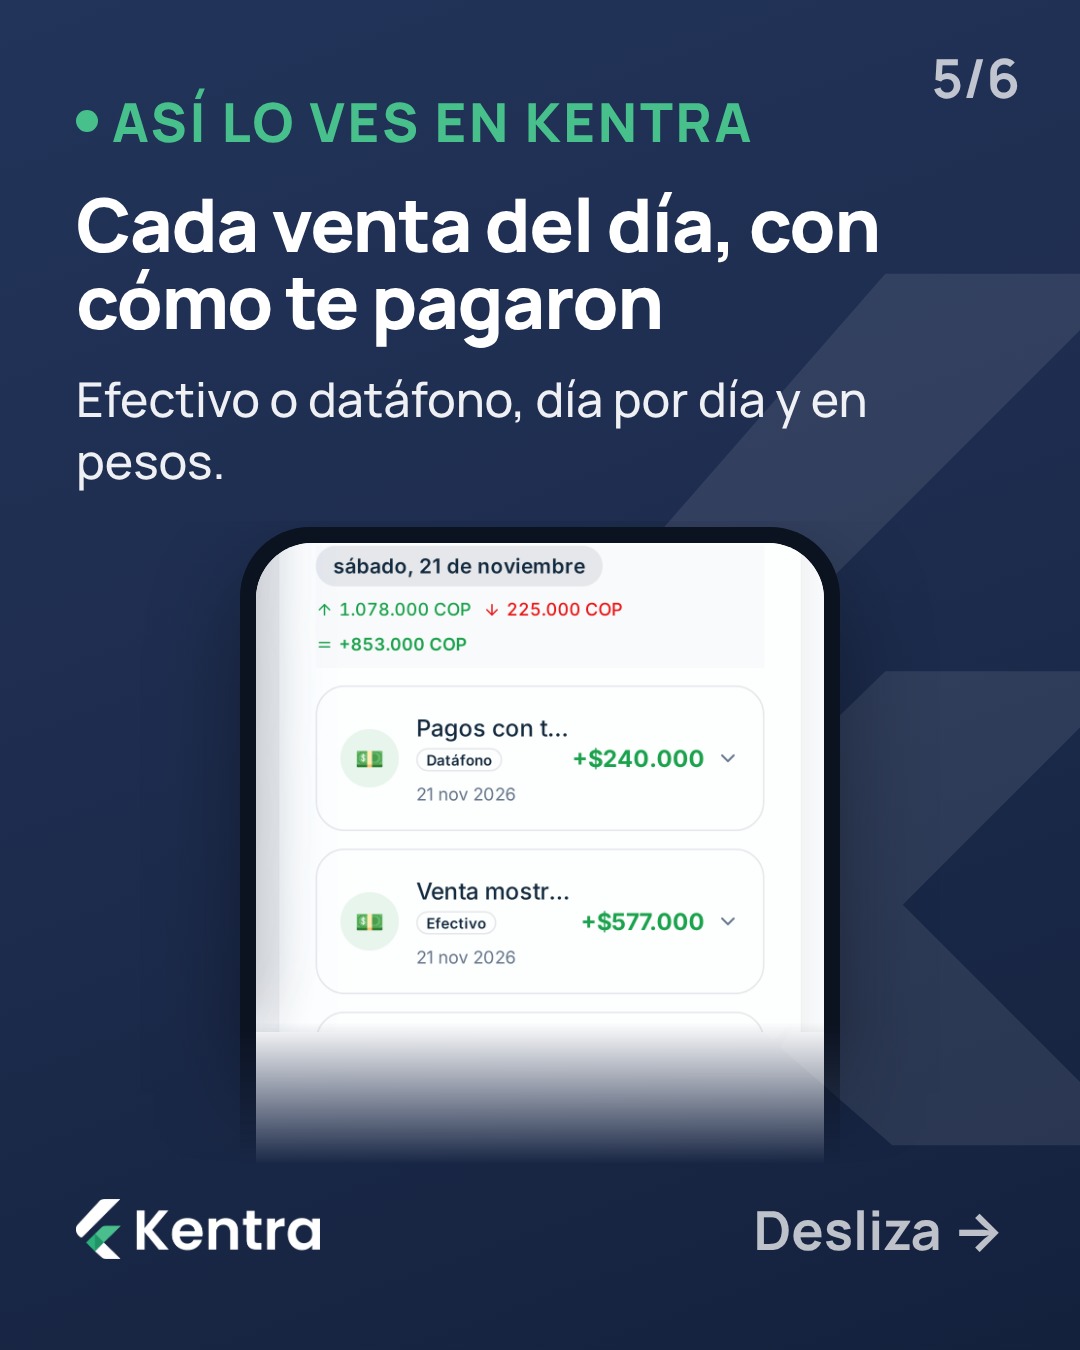 5/6
ASÍ LO VES EN KENTRA
Cada venta del día, con
cómo te pagaron
Efectivo o datáfono, día por día y en
pesos.
sábado, 21 de noviembre
↑ 1.078.000 COP ↓ 225.000 COP
= +853.000 COP
Pagos con t...
Datáfono
+$240.000
21 nov 2026
Venta mostr...
Efectivo
+$577.000
21 nov 2026
Kentra
Desliza →